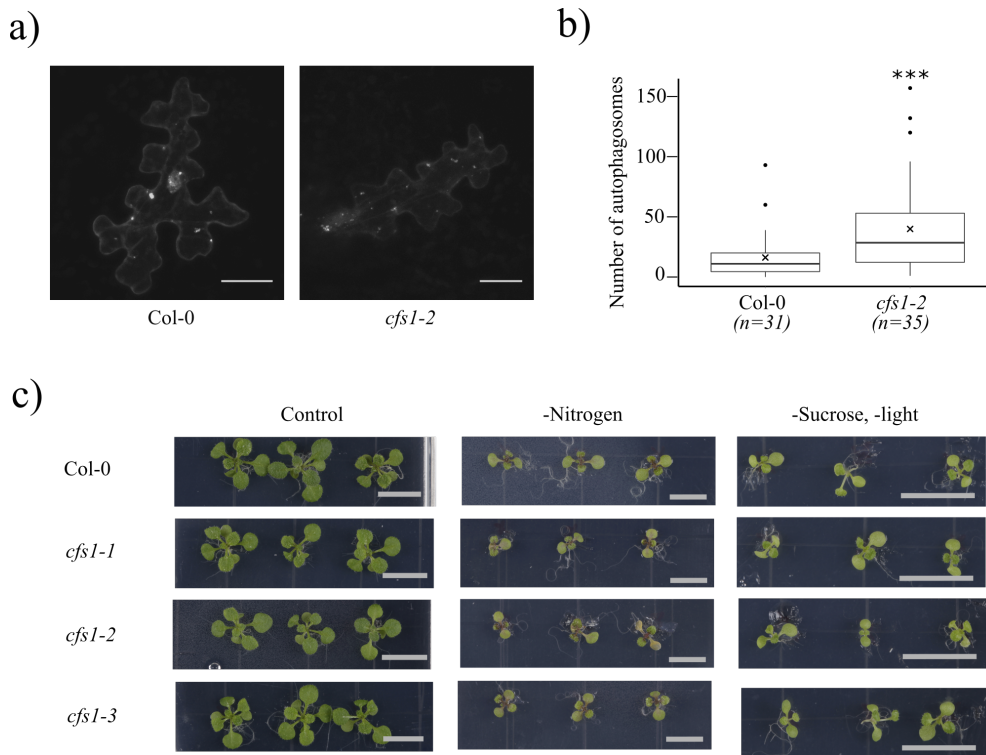 a)
Col-0
cfs1-2
b)
Number of autophagosomes
150
100
50
0
***
Col-0
(n=31)
cfs1-2
(n=35)
c)
Control
-Nitrogen
-Sucrose, -light
Col-0
cfs1-1
cfs1-2
cfs1-3